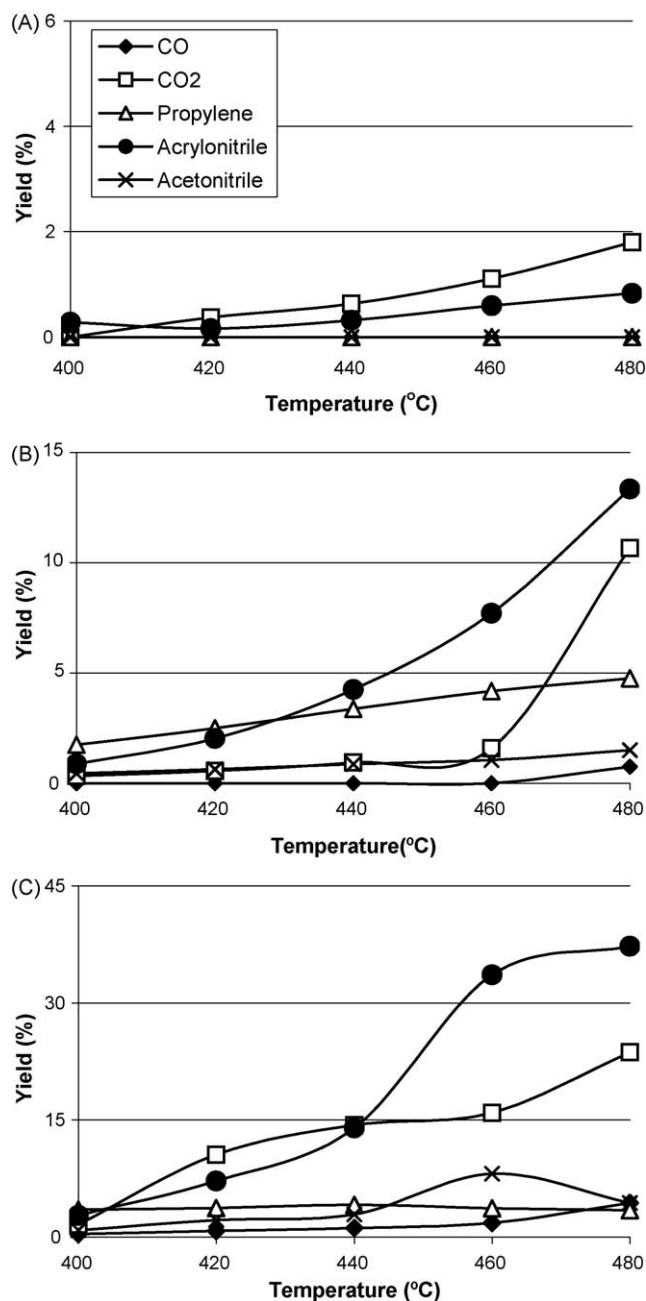 (A)
6
4
2
0
Yield (%)
CO
CO2
Propylene
Acrylonitrile
Acetonitrile
400 420 440 460 480
Temperature (°C)
(B)
15
10
5
0
Yield (%)
400 420 440 460 480
Temperature(ºC)
(C)
45
30
15
0
Yield (%)
400 420 440 460 480
Temperature (ºC)